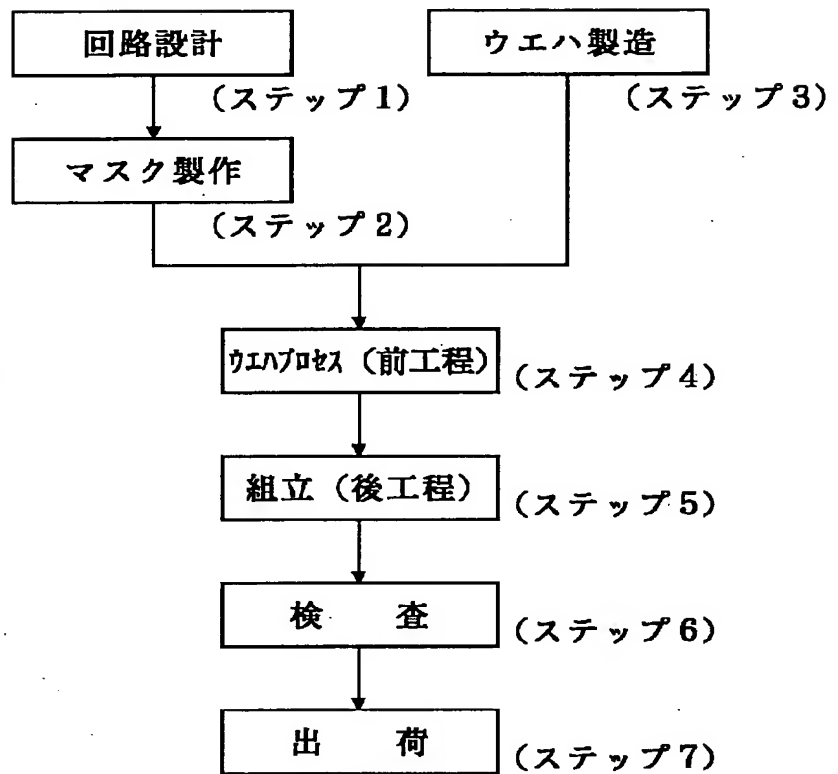 回路設計
ウエハ製造
(ステップ1)
(ステップ3)
マスク製作
(ステップ2)
ウエハプロセス (前工程)
(ステップ4)
組立 (後工程)
(ステップ5)
検 査
(ステップ6)
出 荷
(ステップ7)